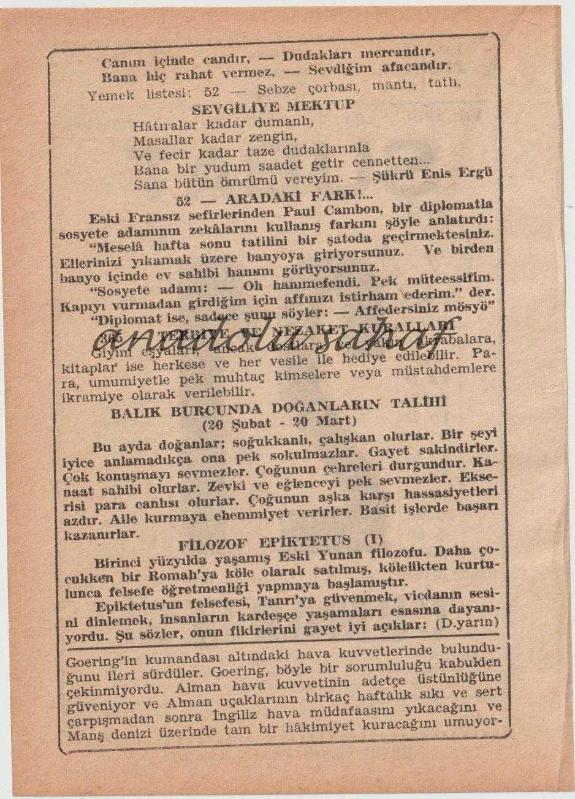 Canım içinde candır, — Dudakları mercandır,
Bana hiç rahat vermez. — Sevdiğim afacandır.
Yemek listesi: 52 — Sebze çorbası, mantı, tatlı.
SEVGİLİYE MEKTUP
Hâtıralar kadar dumanlı,
Masallar kadar zengin,
Ve fecir kadar taze dudaklarınla
Bana bir yudum saadet getir cennetten...
Sana bütün ömrümü vereyim. — Şükrü Enis Ergü
52 — ARADAKİ FARK!...
Eski Fransız sefirlerinden Paul Cambon, bir diplomatla
sosyete adamının zekâlarını kullanış farkını şöyle anlatırdı:
"Meselâ hafta sonu tatilini bir şatoda geçirmektesiniz.
Ellerinizi yıkamak üzere banyoya giriyorsunuz. Ve birden
banyo içinde ev sahibi hanımı görüyorsunuz.
"Sosyete adamı: — Oh hanımefendi. Pek müteessifim.
Kapıyı vurmadan girdiğim için affınızı istirham ederim." der.
"Diplomat ise, sadece şunu söyler: — Affedersiniz mösyö"
TERBİYE VE NEZAKET KURALLARI
anadolu sahaf
Giyim eşyaları, ancak akrabalara,
kitaplar ise herkese ve her vesile ile hediye edilebilir. Pa-
ra, umumiyetle pek muhtaç kimselere veya müstahdemlere
ikramiye olarak verilebilir.
BALIK BURCUNDA DOĞANLARIN TALİHİ
(20 Şubat - 20 Mart)
Bu ayda doğanlar; soğukkanlı, çalışkan olurlar. Bir şeyi
iyice anlamadıkça ona pek sokulmazlar. Gayet sakindirler.
Çok konuşmayı sevmezler. Çoğunun çehreleri durgundur. Ka-
naat sahibi olurlar. Zevki ve eğlenceyi pek sevmezler. Ekse-
risi para canlısı olurlar. Çoğunun aşka karşı hassasiyetleri
azdır. Aile kurmaya ehemmiyet verirler. Basit işlerde başarı
kazanırlar.
FİLOZOF EPİKTETUS (I)
Birinci yüzyılda yaşamış Eski Yunan filozofu. Daha ço-
cukken bir Romalı'ya köle olarak satılmış, kölelikten kurtu-
lunca felsefe öğretmenliği yapmaya başlamıştır.
Epiktetus'un felsefesi, Tanrı'ya güvenmek, vicdanın sesi-
ni dinlemek, insanların kardeşçe yaşamaları esasına dayanı-
yordu. Şu sözler, onun fikirlerini gayet iyi açıklar: (D.yarin)
Goering'in kumandası altındaki hava kuvvetlerinde bulundu-
ğunu ileri sürdüler. Goering, böyle bir sorumluluğu kabulden
çekinmiyordu. Alman hava kuvvetinin adetçe üstünlüğüne
güveniyor ve Alman uçaklarının birkaç haftalık sıkı ve sert
çarpışmadan sonra İngiliz hava müdafaasını yıkacağını ve
Manş denizi üzerinde tam bir hâkimiyet kuracağını umuyor-